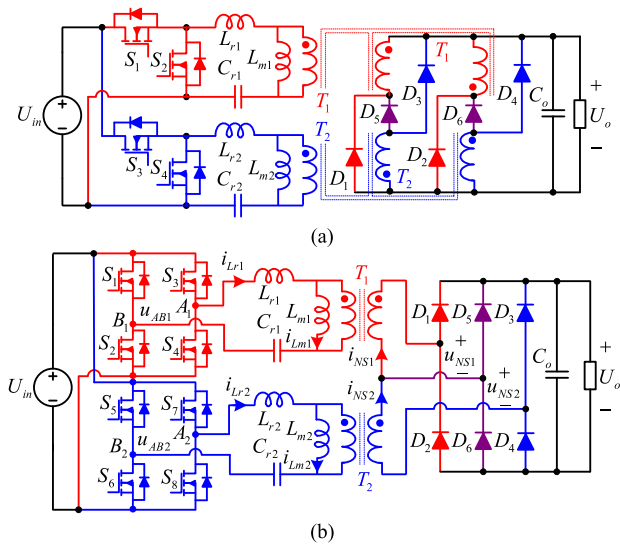 S1 S2 Lr1 Lm1 Cr1 T1 T1 D3 D4 Co
Uin D5 D6 + Uo −
S3 S4 Lr2 Lm2 Cr2 T2 D1 D2 T2
(a)
S1 S3 iLr1 T1
uAB1 A1 Lr1 Lm1 D1 D5 D3
B1 Cr1 iLm1 iNS1 uNS1 + − Co + Uo −
S2 S4
Uin iNS2 uNS2 + −
S5 S7 iLr2
uAB2 A2 Lr2 Lm2 D2 D6 D4
B2 Cr2 iLm2 T2
S6 S8
(b)